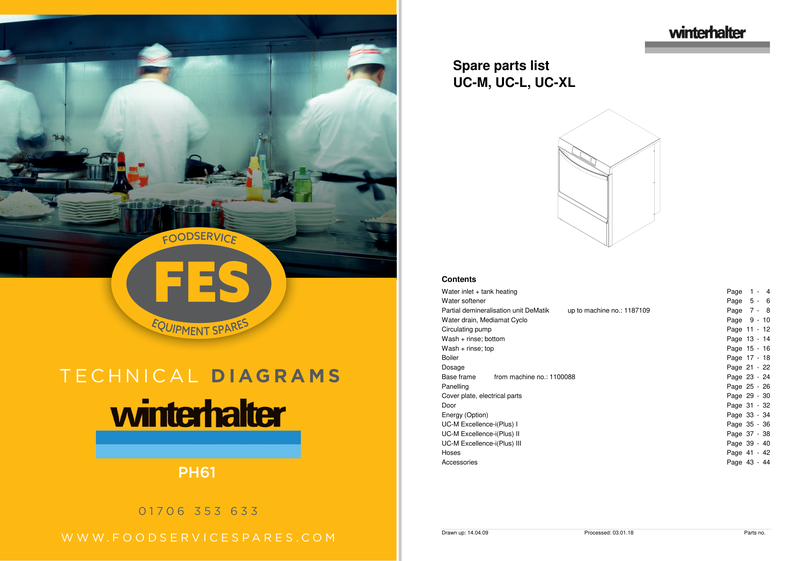 FOODSERVICE
FES
EQUIPMENT SPARES
TECHNICAL DIAGRAMS
winterhalter
PH61
01706 353 633
WWW.FOODSERVICESPARES.COM
winterhalter
Spare parts list
UC-M, UC-L, UC-XL
Contents
Water inlet + tank heating Page 1 - 4
Water softener Page 5 - 6
Partial demineralisation unit DeMatik up to machine no.: 1187109 Page 7 - 8
Water drain, Mediamat Cyclo Page 9 - 10
Circulating pump Page 11 - 12
Wash + rinse; bottom Page 13 - 14
Wash + rinse; top Page 15 - 16
Boiler Page 17 - 18
Dosage Page 21 - 22
Base frame from machine no.: 1100088 Page 23 - 24
Panelling Page 25 - 26
Cover plate, electrical parts Page 29 - 30
Door Page 31 - 32
Energy (Option) Page 33 - 34
UC-M Excellence-i(Plus) I Page 35 - 36
UC-M Excellence-i(Plus) II Page 37 - 38
UC-M Excellence-i(Plus) III Page 39 - 40
Hoses Page 41 - 42
Accessories Page 43 - 44
Drawn up: 14.04.09 Processed: 03.01.18 Parts no.